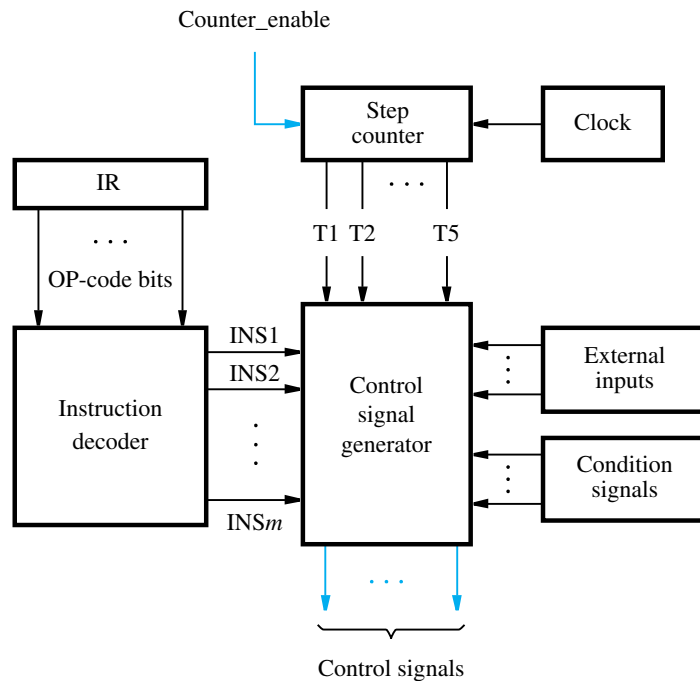 Counter_enable
Step
counter
Clock
IR
. . .
. . .
T1 T2 T5
OP-code bits
INS1
INS2
INSm
Instruction
decoder
Control
signal
generator
External
inputs
Condition
signals
. . .
Control signals